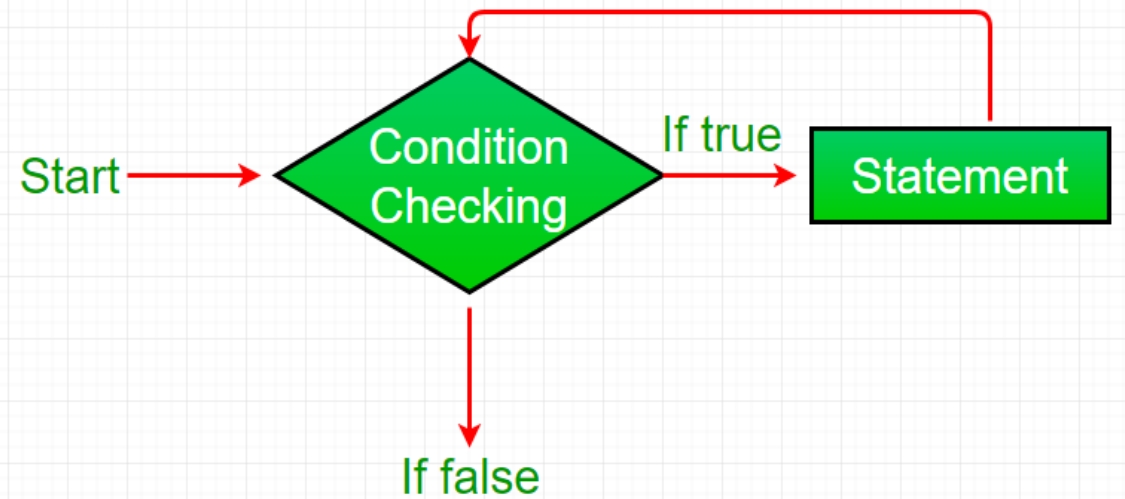 Start
Condition
Checking
If true
Statement
If false